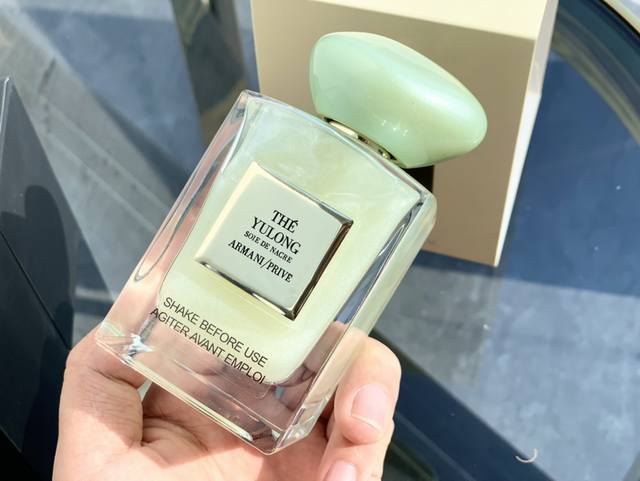 THÉ
YULONG
SOIE DE NACRE
ARMANI/PRIVÉ
SHAKE BEFORE USE
AGITER AVANT EMPLOI